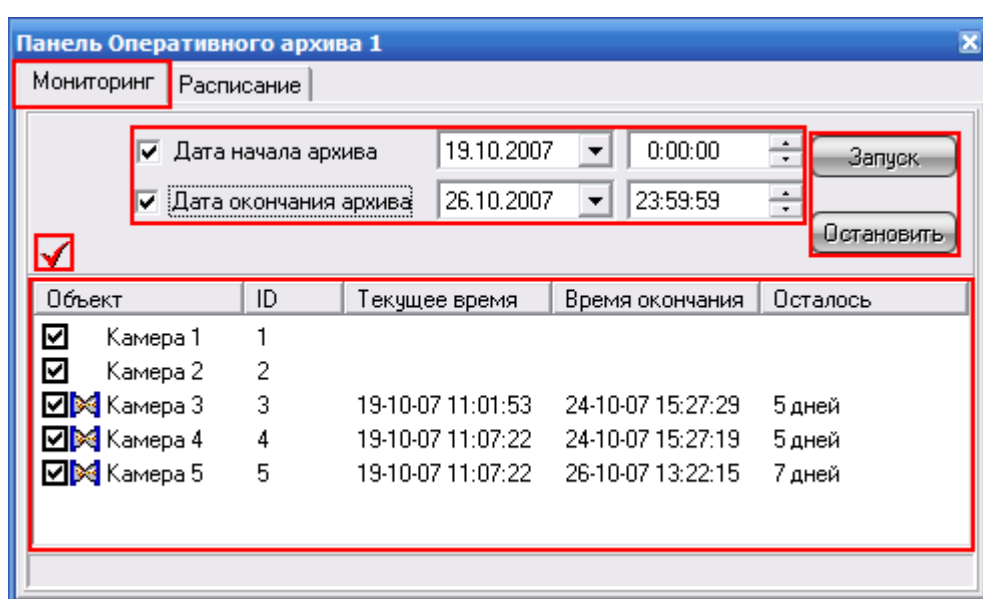 Панель Оперативного архива 1
Мониторинг Расписание
Дата начала архива 19.10.2007 0:00:00 Запуск
Дата окончания архива 26.10.2007 23:59:59
Остановить
Объект ID Текущее время Время окончания Осталось
Камера 1 1
Камера 2 2
Камера 3 3 19-10-07 11:01:53 24-10-07 15:27:29 5 дней
Камера 4 4 19-10-07 11:07:22 24-10-07 15:27:19 5 дней
Камера 5 5 19-10-07 11:07:22 26-10-07 13:22:15 7 дней